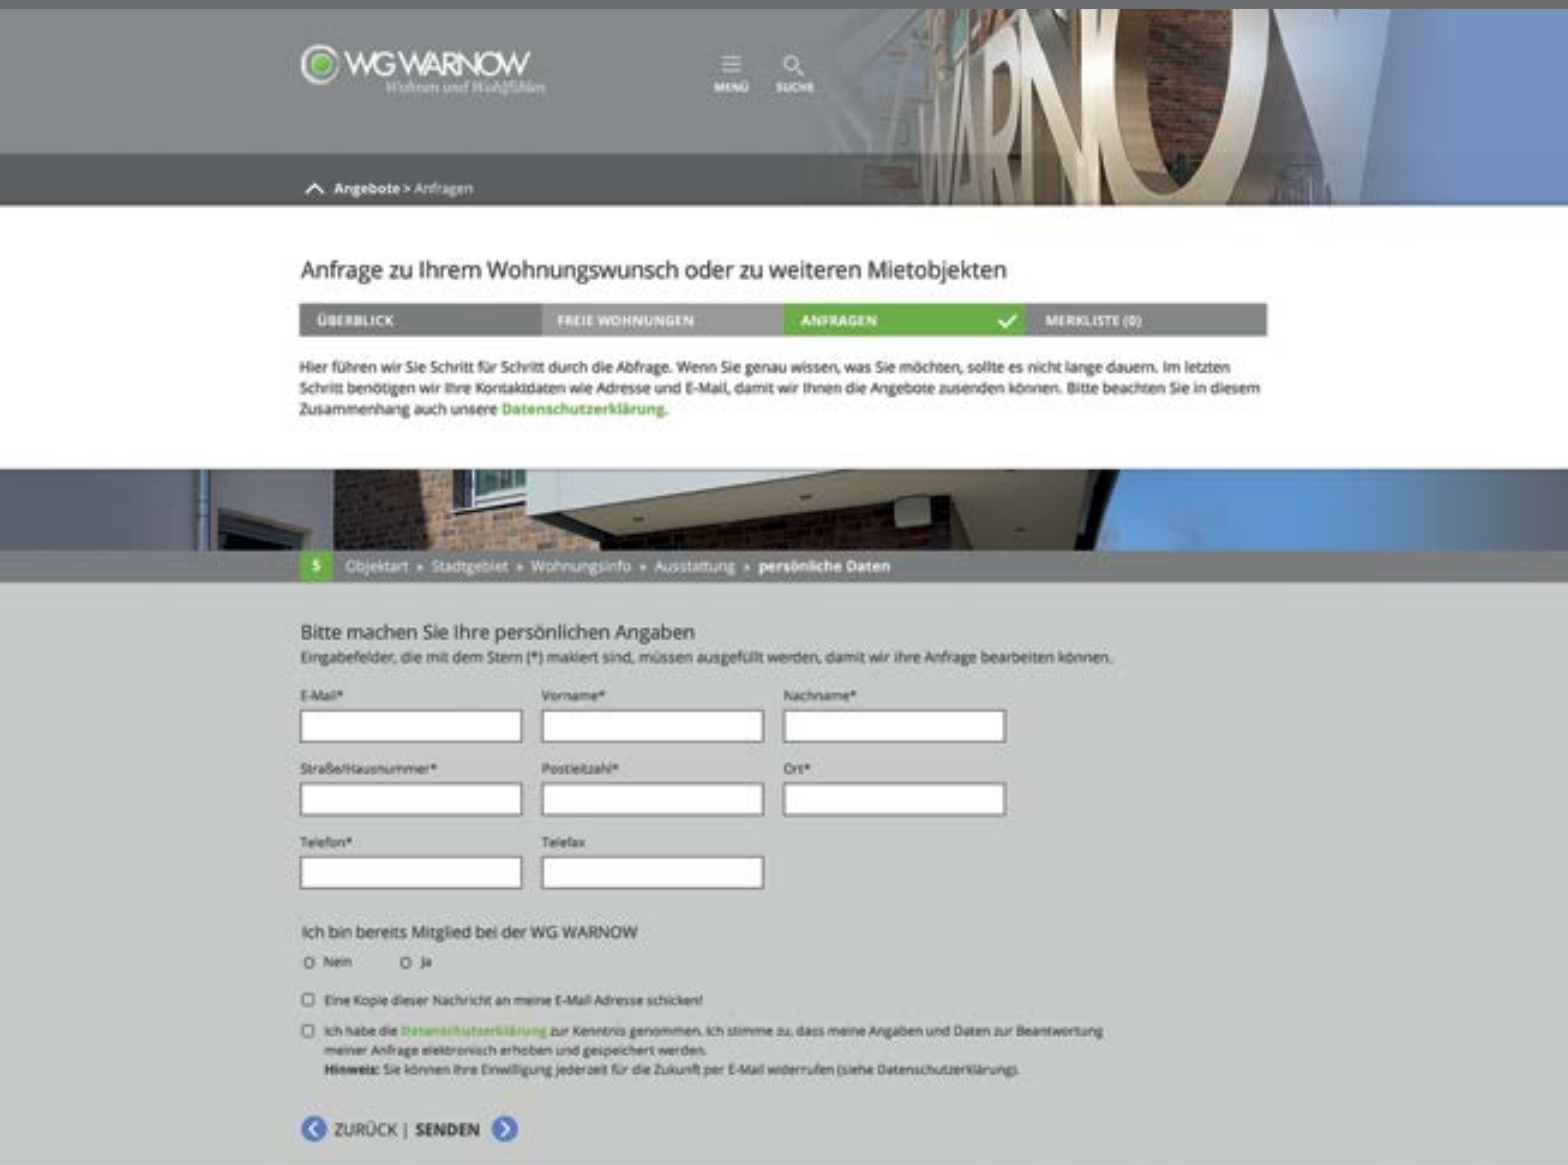 WG WARNOW
Wohnen und Wohlfühlen
MENÜ SUCHE
WARNOW
Angebote > Anfragen
Anfrage zu Ihrem Wohnungswunsch oder zu weiteren Mietobjekten
ÜBERBLICK FREIE WOHNUNGEN ANFRAGEN MERKLISTE (0)
Hier führen wir Sie Schritt für Schritt durch die Abfrage. Wenn Sie genau wissen, was Sie möchten, sollte es nicht lange dauern. Im letzten
Schritt benötigen wir Ihre Kontaktdaten wie Adresse und E-Mail, damit wir Ihnen die Angebote zusenden können. Bitte beachten Sie in diesem
Zusammenhang auch unsere Datenschutzerklärung.
5 Objektart » Stadtgebiet » Wohnungsinfo » Ausstattung » persönliche Daten
Bitte machen Sie Ihre persönlichen Angaben
Eingabefelder, die mit dem Stern (*) makiert sind, müssen ausgefüllt werden, damit wir ihre Anfrage bearbeiten können.
E-Mail* Vorname* Nachname*
Straße/Hausnummer* Postleitzahl* Ort*
Telefon* Telefax
Ich bin bereits Mitglied bei der WG WARNOW
Nein Ja
Eine Kopie dieser Nachricht an meine E-Mail Adresse schicken!
Ich habe die Datenschutzerklärung zur Kenntnis genommen. Ich stimme zu, dass meine Angaben und Daten zur Beantwortung
meiner Anfrage elektronisch erhoben und gespeichert werden.
Hinweis: Sie können Ihre Einwilligung jederzeit für die Zukunft per E-Mail widerrufen (siehe Datenschutzerklärung).
ZURÜCK | SENDEN